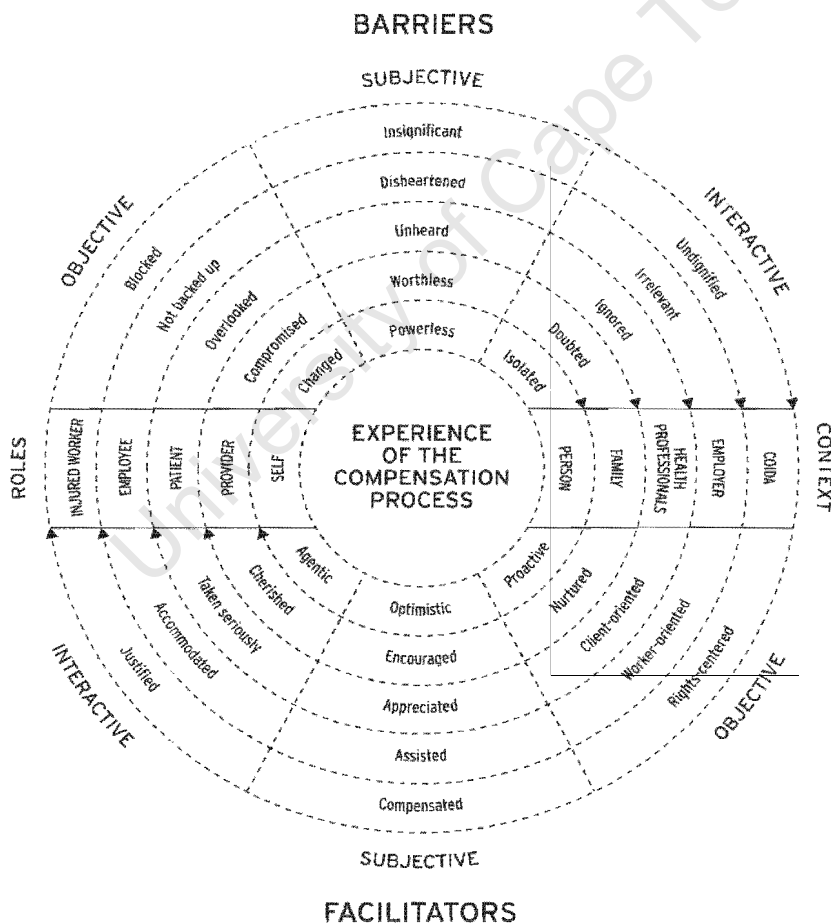 BARRIERS
SUBJECTIVE
Insignificant
Disheartened
Unheard
Worthless
Powerless
OBJECTIVE
Blocked
Not backed up
Overlooked
Compromised
Changed
INTERACTIVE
Undignified
Irrelevant
Ignored
Doubted
Isolated
ROLES
INJURED WORKER
EMPLOYEE
PATIENT
PROVIDER
SELF
EXPERIENCE
OF THE
COMPENSATION
PROCESS
PERSON
FAMILY
HEALTH
PROFESSIONALS
EMPLOYER
COIDA
CONTEXT
Agentic
Cherished
Taken seriously
Accommodated
Justified
INTERACTIVE
Optimistic
Encouraged
Appreciated
Assisted
Compensated
SUBJECTIVE
Proactive
Nurtured
Client-oriented
Worker-oriented
Rights-centered
OBJECTIVE
FACILITATORS
University of Cape To